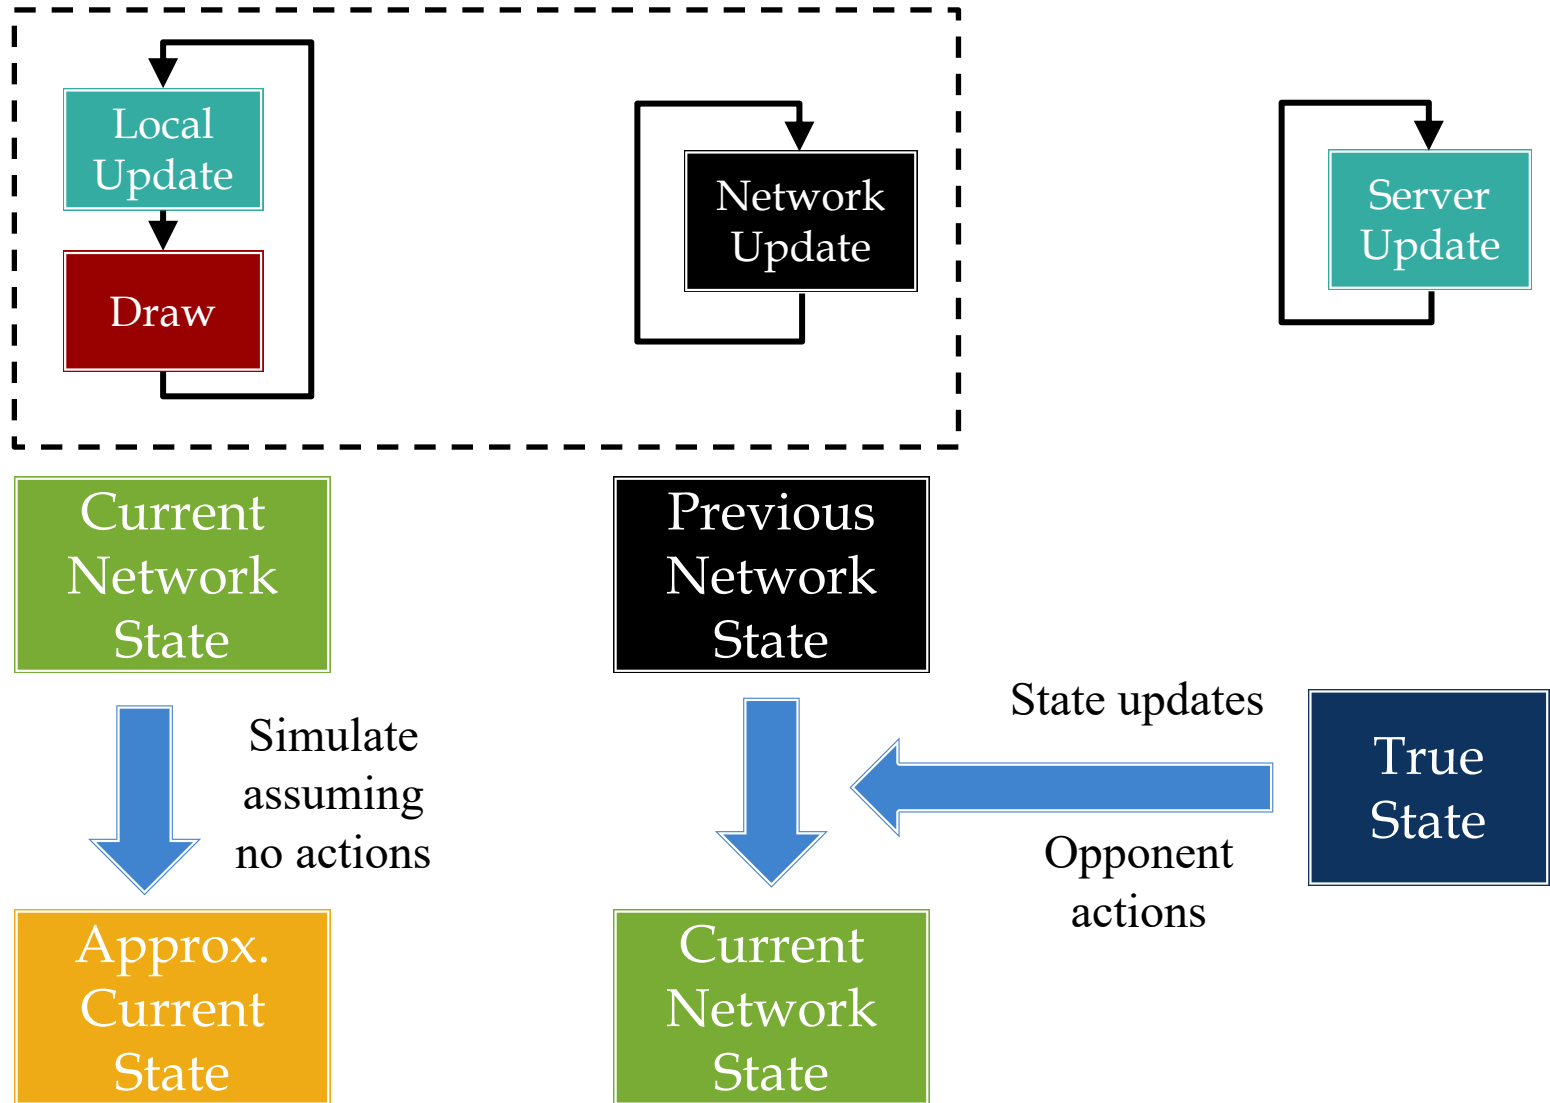 Local
Update
Draw
Network
Update
Server
Update
Current
Network
State
Previous
Network
State
Simulate
assuming
no actions
State updates
Opponent
actions
True
State
Approx.
Current
State
Current
Network
State